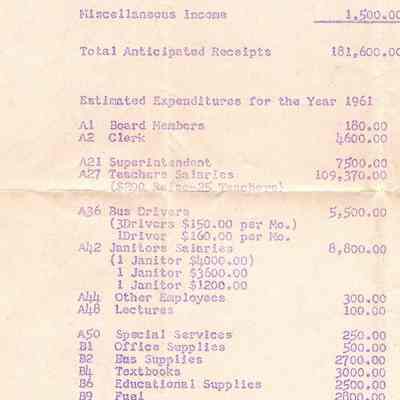 Miscellaneous Income 1,500.00
Total Anticipated Receipts 181,600.00
Estimated Expenditures for the Year 1961
A1 Board Members 180.00
A2 Clerk 4600.00
A21 Superintendent 7500.00
A27 Teachers Salaries 109,370.00
($200 Raise-25 Teachers)
A36 Bus Drivers 5,500.00
(3Drivers $150.00 per Mo.)
1Driver $160.00 per Mo.
A42 Janitors Salaries 8,800.00
(1 Janitor $4000.00)
1 Janitor $3600.00
1 Janitor $1200.00
A44 Other Employees 300.00
A48 Lectures 100.00
A50 Special Services 250.00
B1 Office Supplies 500.00
B2 Bus Supplies 2700.00
B4 Textbooks 3000.00
B6 Educational Supplies 2500.00
B9 Fuel 2800.00